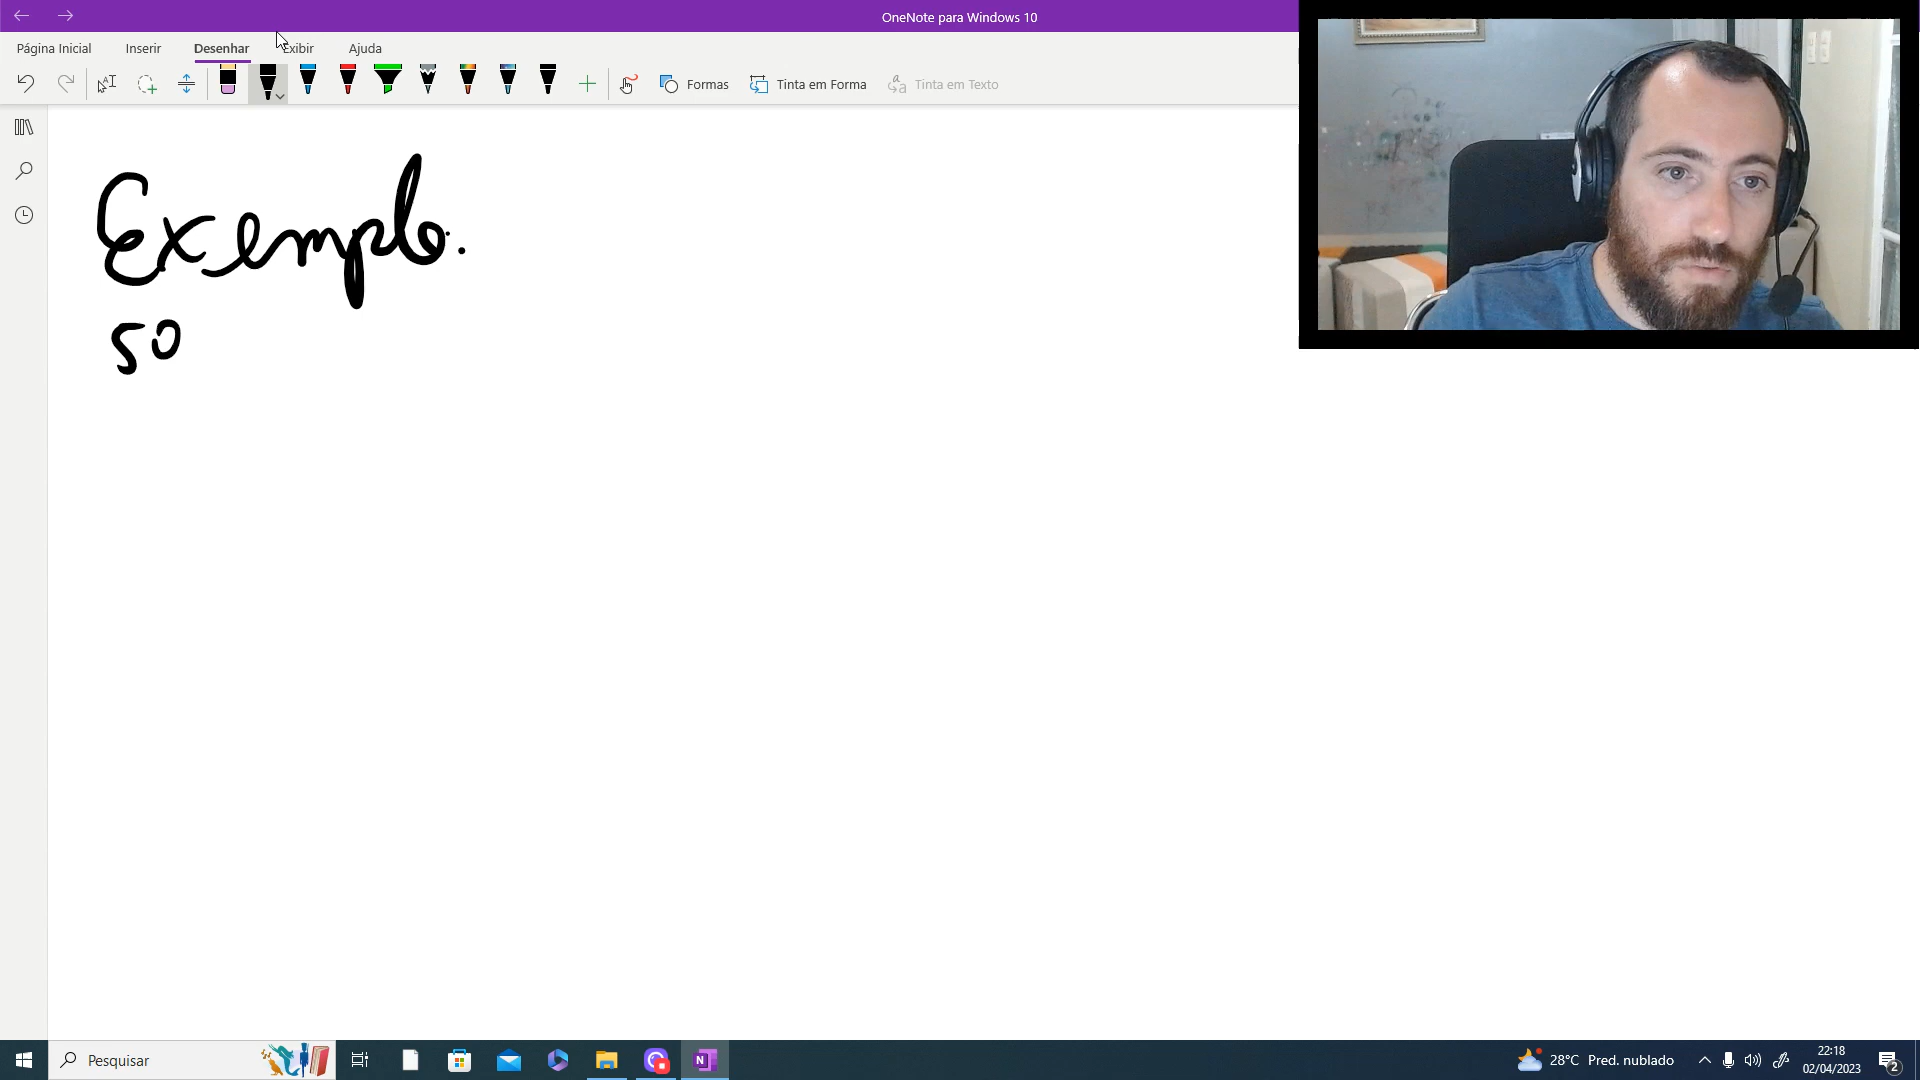 OneNote para Windows 10
Página Inicial Inserir Desenhar Exibir Ajuda
Formas Tinta em Forma Tinta em Texto
Exemplo.
50
Pesquisar
28°C Pred. nublado
22:18
02/04/2023
2